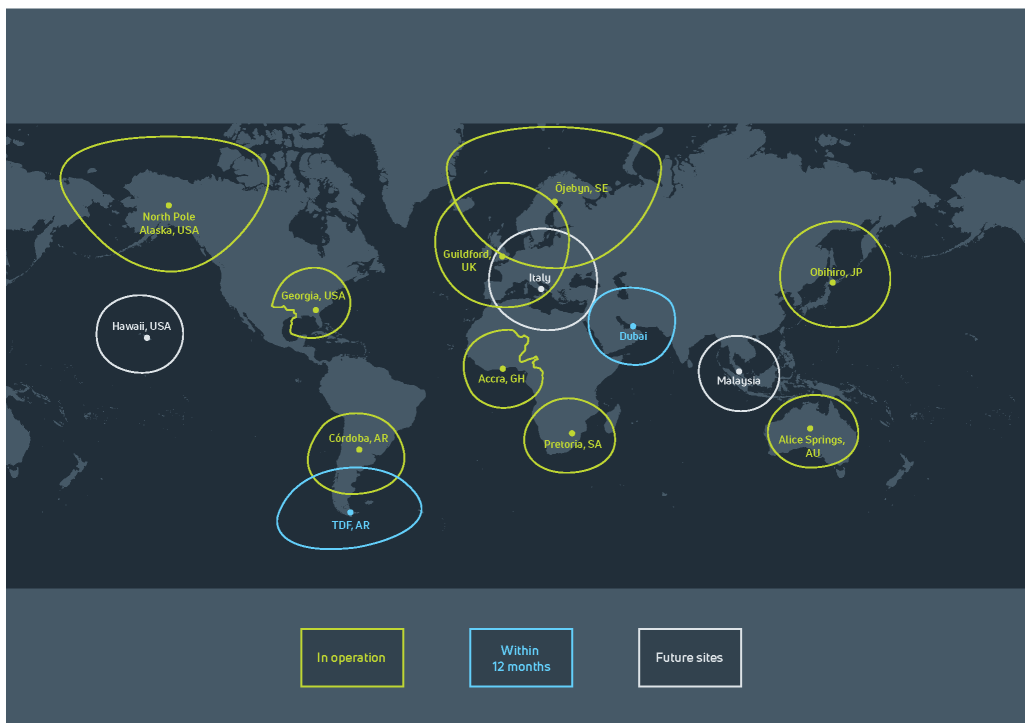 Ōjebyn, SE
North Pole
Alaska, USA
Guildford,
UK
Italy
Obihiro, JP
Georgia, USA
Hawaii, USA
Dubai
Accra, GH
Malaysia
Córdoba, AR
Pretoria, SA
Alice Springs,
AU
TDF, AR
In operation
Within
12 months
Future sites